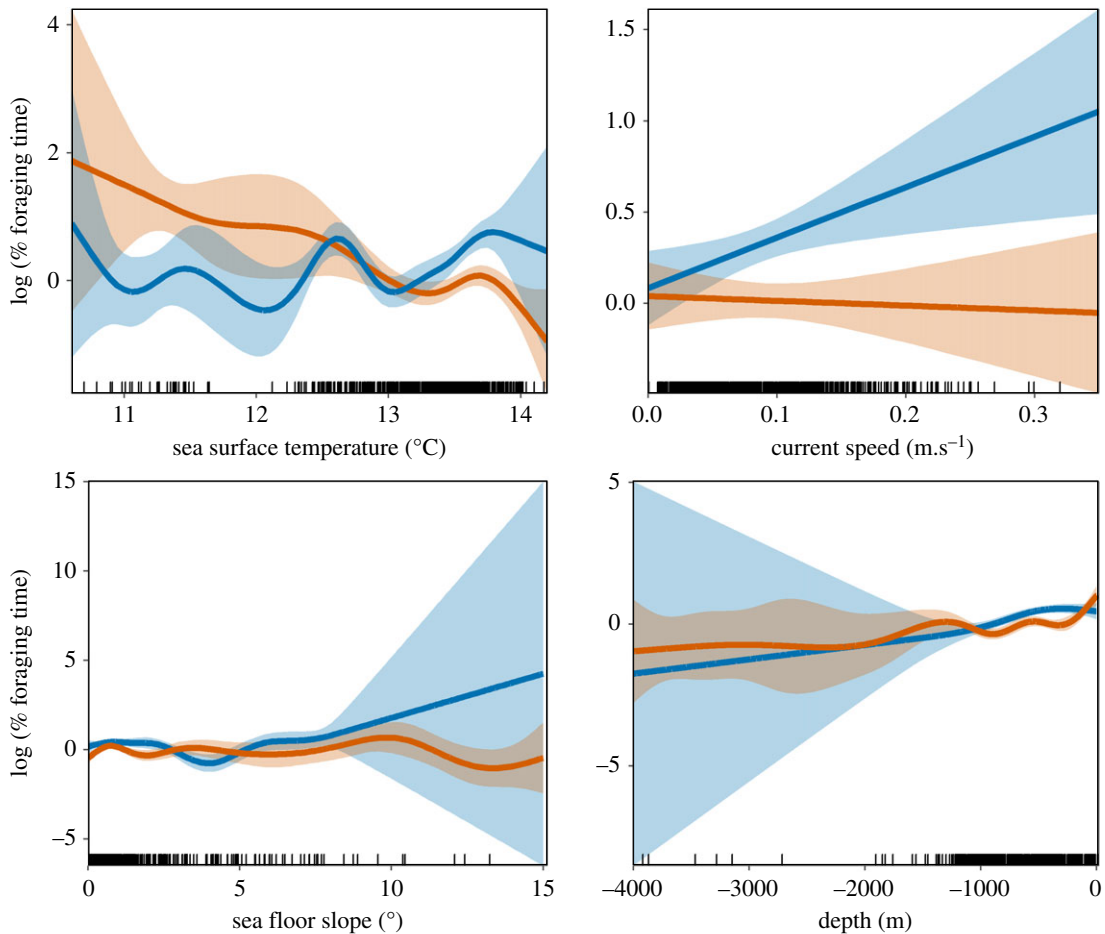 4
2
0
log (% foraging time)
11 12 13 14
sea surface temperature (°C)
1.5
1.0
0.5
0.0
0.0 0.1 0.2 0.3
current speed (m.s⁻¹)
15
10
5
0
–5
log (% foraging time)
0 5 10 15
sea floor slope (°)
5
0
–5
–4000 –3000 –2000 –1000 0
depth (m)